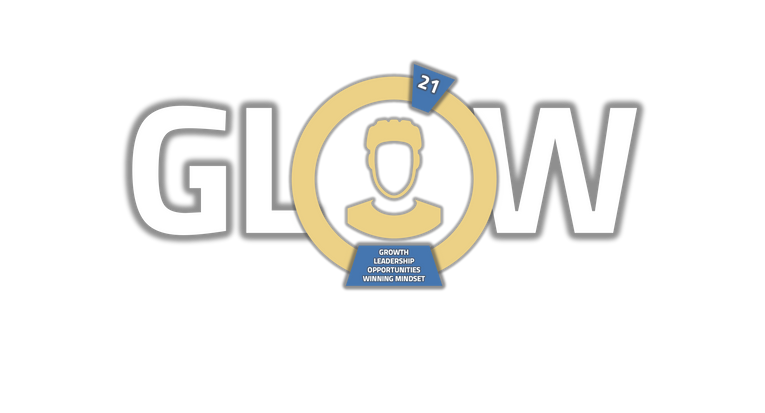 21
GLOW
GROWTH
LEADERSHIP
OPPORTUNITIES
WINNING MINDSET